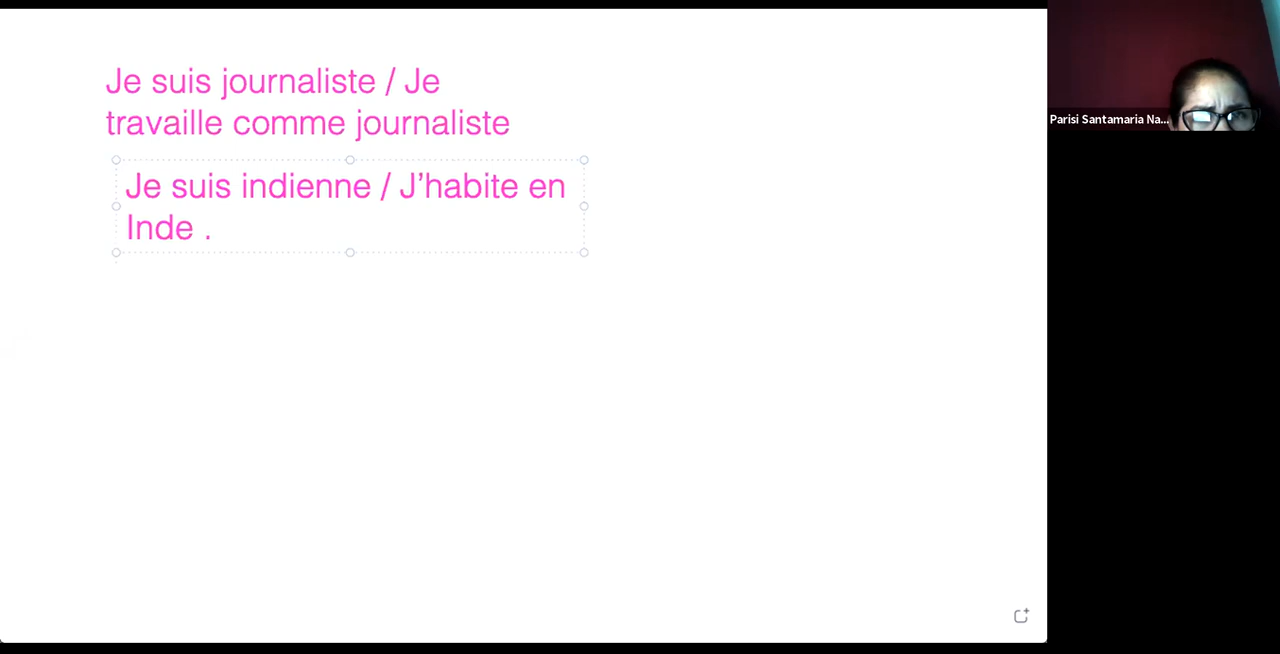 Je suis journaliste / Je
travaille comme journaliste
Je suis indienne / J’habite en
Inde .
Parisi Santamaria Na...